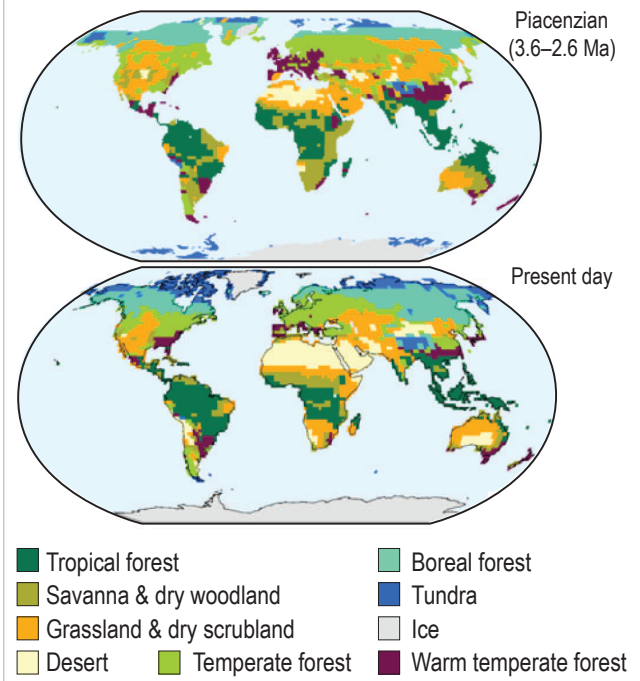 Piacenzian
(3.6–2.6 Ma)
Present day
Tropical forest
Boreal forest
Savanna & dry woodland
Tundra
Grassland & dry scrubland
Ice
Desert
Temperate forest
Warm temperate forest